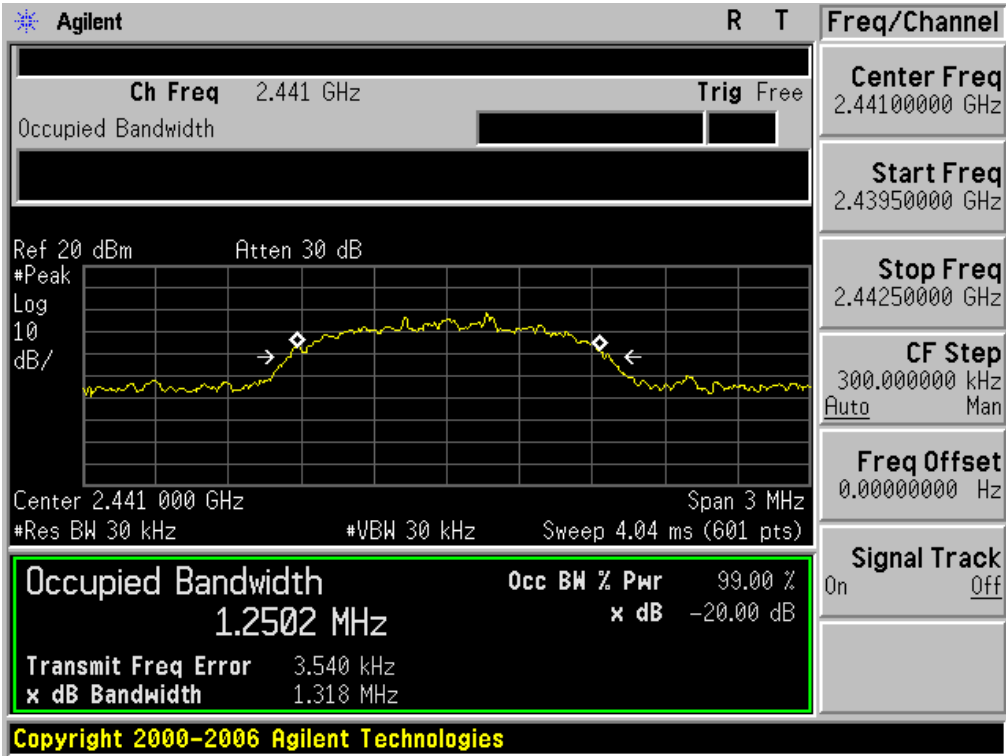 Agilent R T Freq/Channel
Ch Freq 2.441 GHz Trig Free
Occupied Bandwidth
Center Freq
2.44100000 GHz
Start Freq
2.43950000 GHz
Stop Freq
2.44250000 GHz
CF Step
300.000000 kHz
Auto Man
Freq Offset
0.00000000 Hz
Signal Track
On Off
Ref 20 dBm Atten 30 dB
#Peak
Log
10
dB/
Center 2.441 000 GHz Span 3 MHz
#Res BW 30 kHz #VBW 30 kHz Sweep 4.04 ms (601 pts)
Occupied Bandwidth
1.2502 MHz
Occ BW % Pwr 99.00 %
x dB -20.00 dB
Transmit Freq Error 3.540 kHz
x dB Bandwidth 1.318 MHz
Copyright 2000-2006 Agilent Technologies